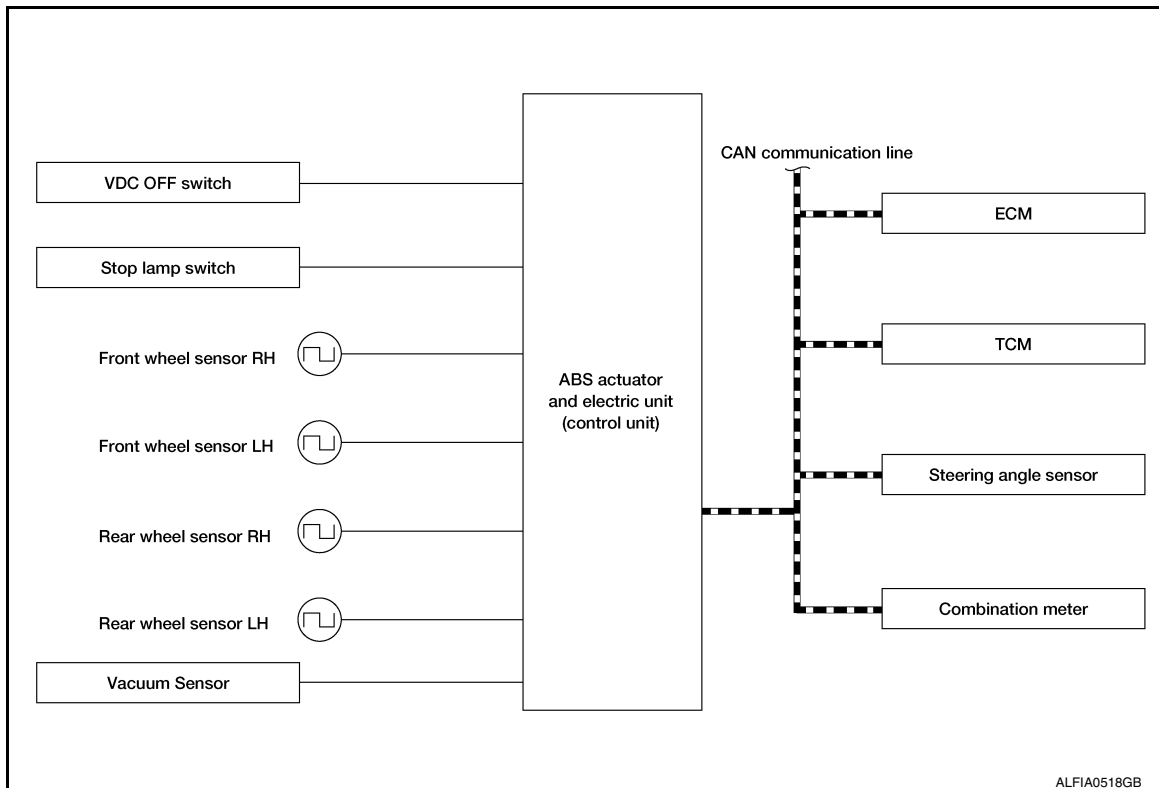 VDC OFF switch
Stop lamp switch
Front wheel sensor RH
Front wheel sensor LH
Rear wheel sensor RH
Rear wheel sensor LH
Vacuum Sensor
ABS actuator
and electric unit
(control unit)
CAN communication line
ECM
TCM
Steering angle sensor
Combination meter
ALFIA0518GB